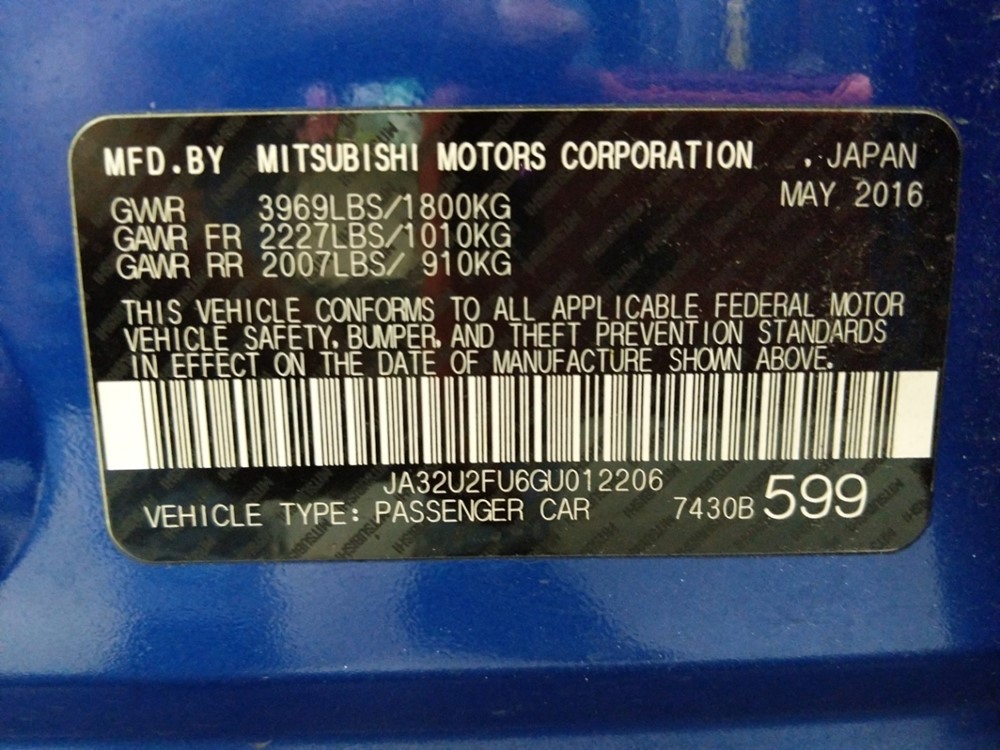 MFD.BY MITSUBISHI MOTORS CORPORATION . JAPAN
MAY 2016
GVWR 3969LBS/1800KG
GAWR FR 2227LBS/1010KG
GAWR RR 2007LBS/ 910KG
THIS VEHICLE CONFORMS TO ALL APPLICABLE FEDERAL MOTOR
VEHICLE SAFETY, BUMPER, AND THEFT PREVENTION STANDARDS
IN EFFECT ON THE DATE OF MANUFACTURE SHOWN ABOVE.
JA32U2FU6GU012206
VEHICLE TYPE: PASSENGER CAR 7430B 599